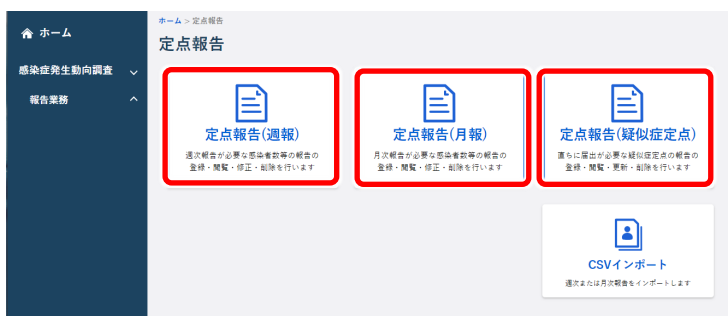 ホーム
感染症発生動向調査
報告業務
ホーム > 定点報告
定点報告
定点報告(週報)
週次報告が必要な感染者数等の報告の
登録・閲覧・修正・削除を行います
定点報告(月報)
月次報告が必要な感染者数等の報告の
登録・閲覧・修正・削除を行います
定点報告(疑似症定点)
直ちに届出が必要な疑似症定点の報告の
登録・閲覧・更新・削除を行います
CSVインポート
週次または月次報告をインポートします